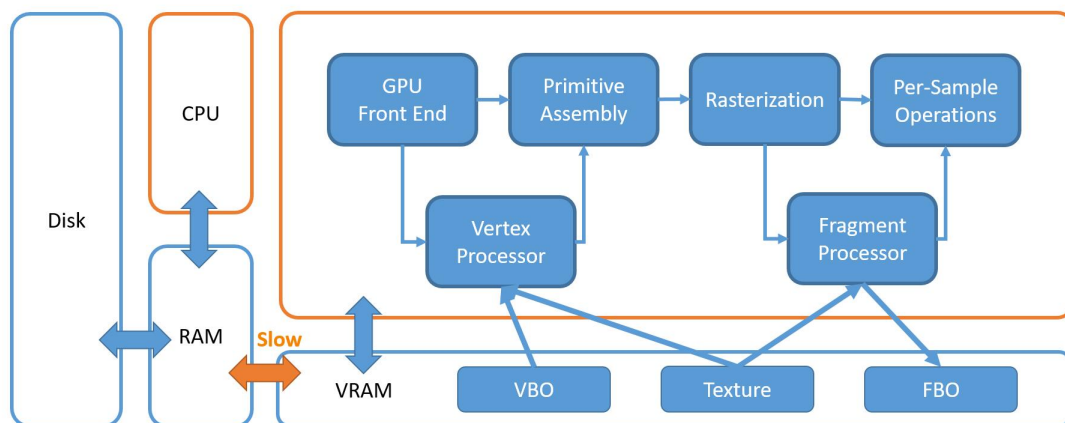 Disk
CPU
RAM
Slow
VRAM
GPU
Front End
Primitive
Assembly
Rasterization
Per-Sample
Operations
Vertex
Processor
Fragment
Processor
VBO
Texture
FBO